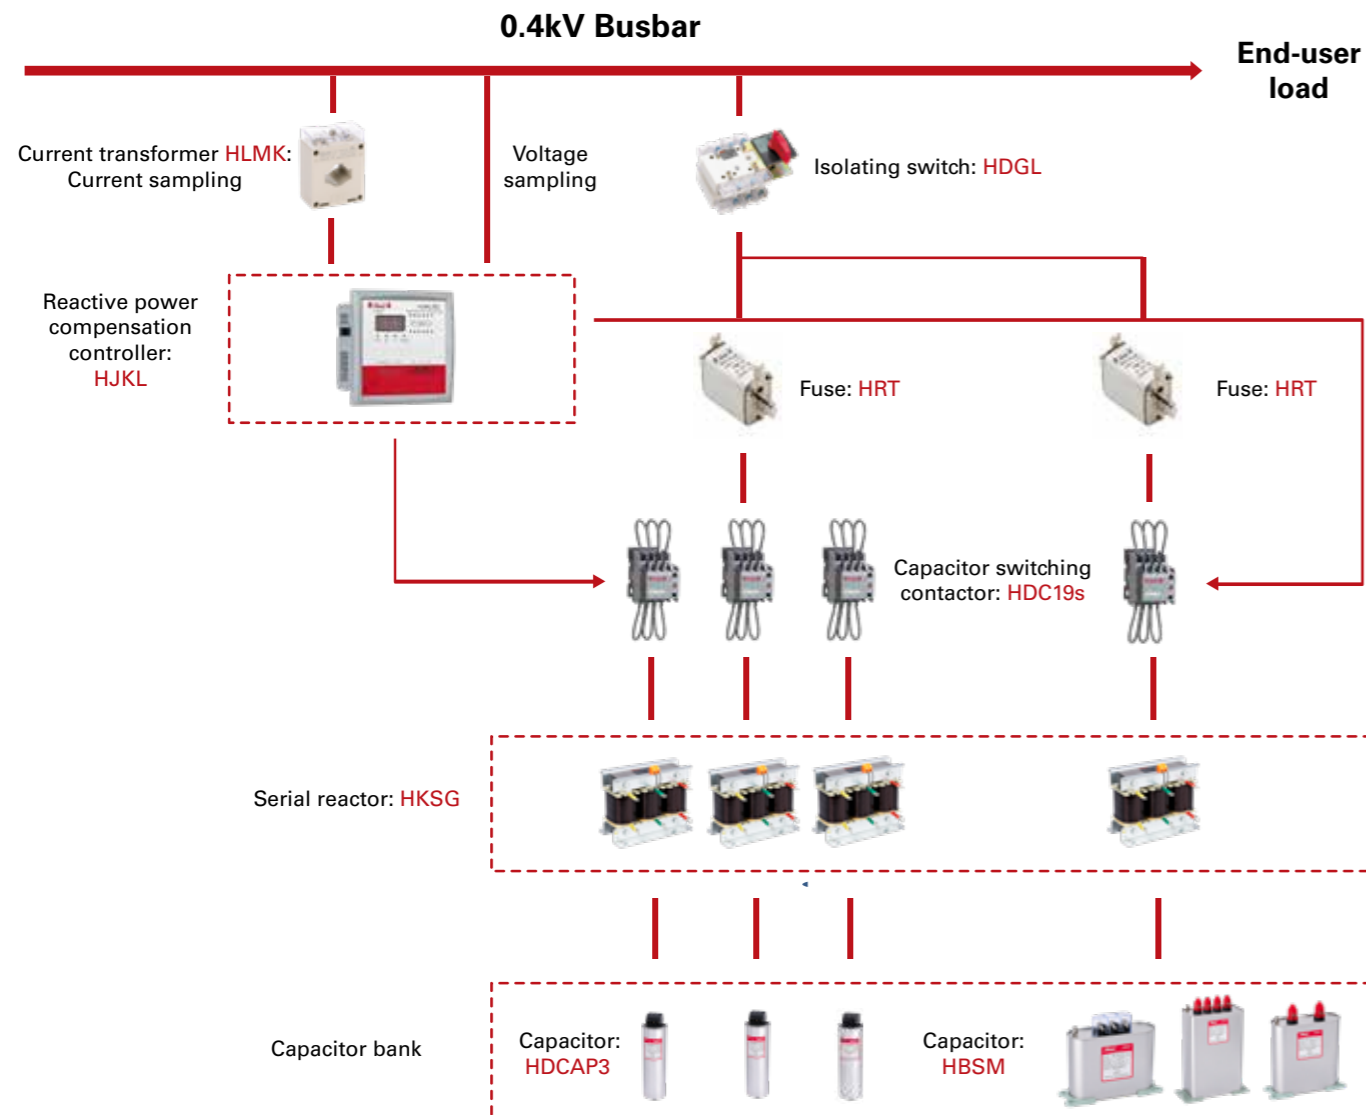 0.4kV Busbar
End-user
load
Current transformer HLMK:
Current sampling
Voltage
sampling
Isolating switch: HDGL
Reactive power
compensation
controller:
HJKL
Fuse: HRT
Fuse: HRT
Capacitor switching
contactor: HDC19s
Serial reactor: HKSG
Capacitor bank
Capacitor:
HDCAP3
Capacitor:
HBSM